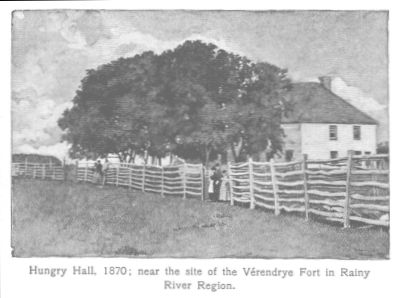 Hungry Hall, 1870; near the site of the Vérendrye Fort in Rainy
River Region.